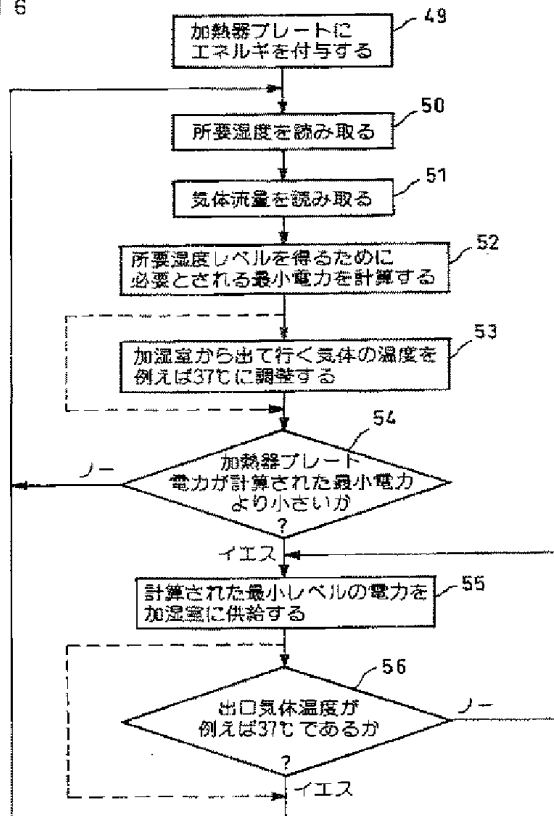 6
加熱器プレートに
エネルギを付与する
49
所要湿度を読み取る
50
気体流量を読み取る
51
所要湿度レベルを得るために
必要とされる最小電力を計算する
52
加湿室から出て行く気体の温度を
例えば37℃に調整する
53
54
加熱器プレート
電力が計算された最小電力
より小さいか
?
ノー
イエス
計算された最小レベルの電力を
加湿室に供給する
55
56
出口気体温度が
例えば37℃であるか
?
ノー
イエス